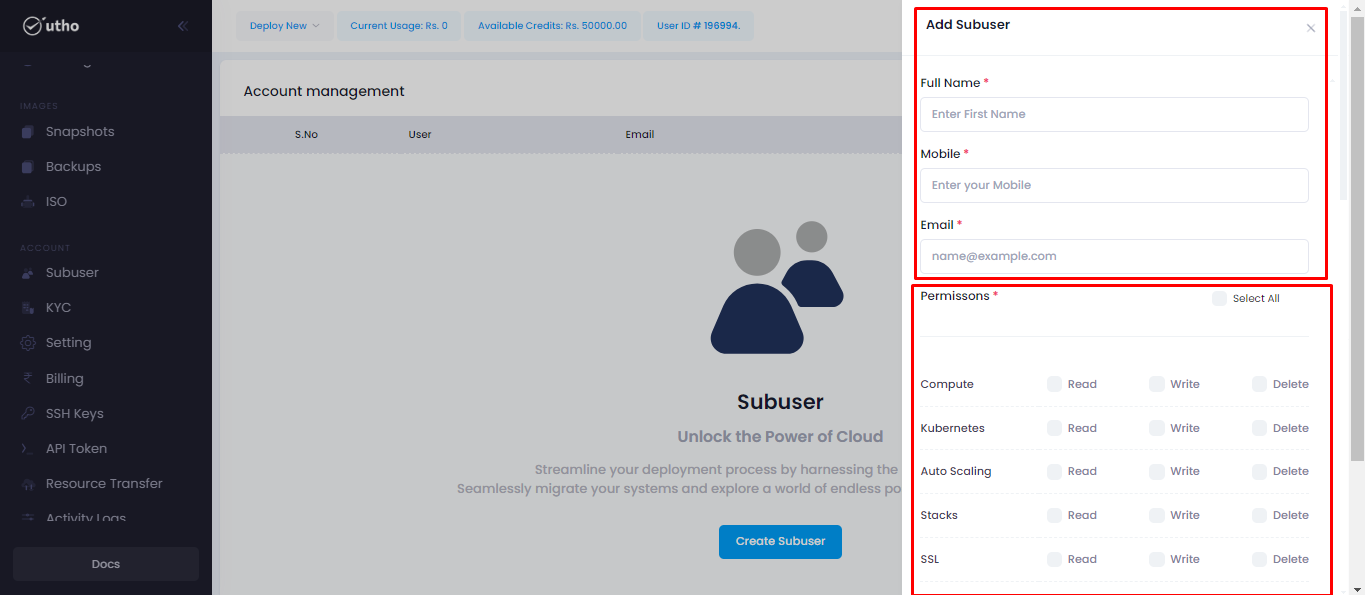 utho
Deploy New
Current Usage: Rs. 0
Available Credits: Rs. 50000.00
User ID # 196994.
IMAGES
Snapshots
Backups
ISO
ACCOUNT
Subuser
KYC
Setting
Billing
SSH Keys
API Token
Resource Transfer
Activity Logs
Docs
Account management
S.No User Email
Subuser
Unlock the Power of Cloud
Streamline your deployment process by harnessing the
Seamlessly migrate your systems and explore a world of endless po
Create Subuser
Add Subuser
Full Name *
Enter First Name
Mobile *
Enter your Mobile
Email *
name@example.com
Permissons * Select All
Compute Read Write Delete
Kubernetes Read Write Delete
Auto Scaling Read Write Delete
Stacks Read Write Delete
SSL Read Write Delete